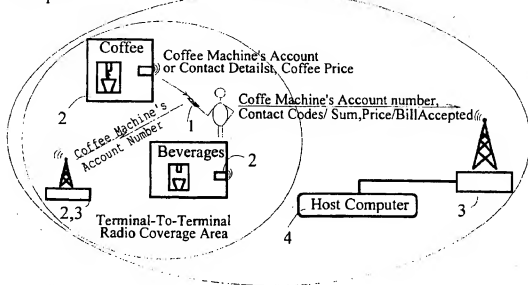 Coffee
Coffee Machine's Account
or Contact Detailst, Coffee Price
2
Coffee Machine's
Account Number
1
Coffe Machine's Account number,
Contact Codes/ Sum,Price/BillAccepted
Beverages
2
2,3
Terminal-To-Terminal
Radio Coverage Area
Host Computer
4
3